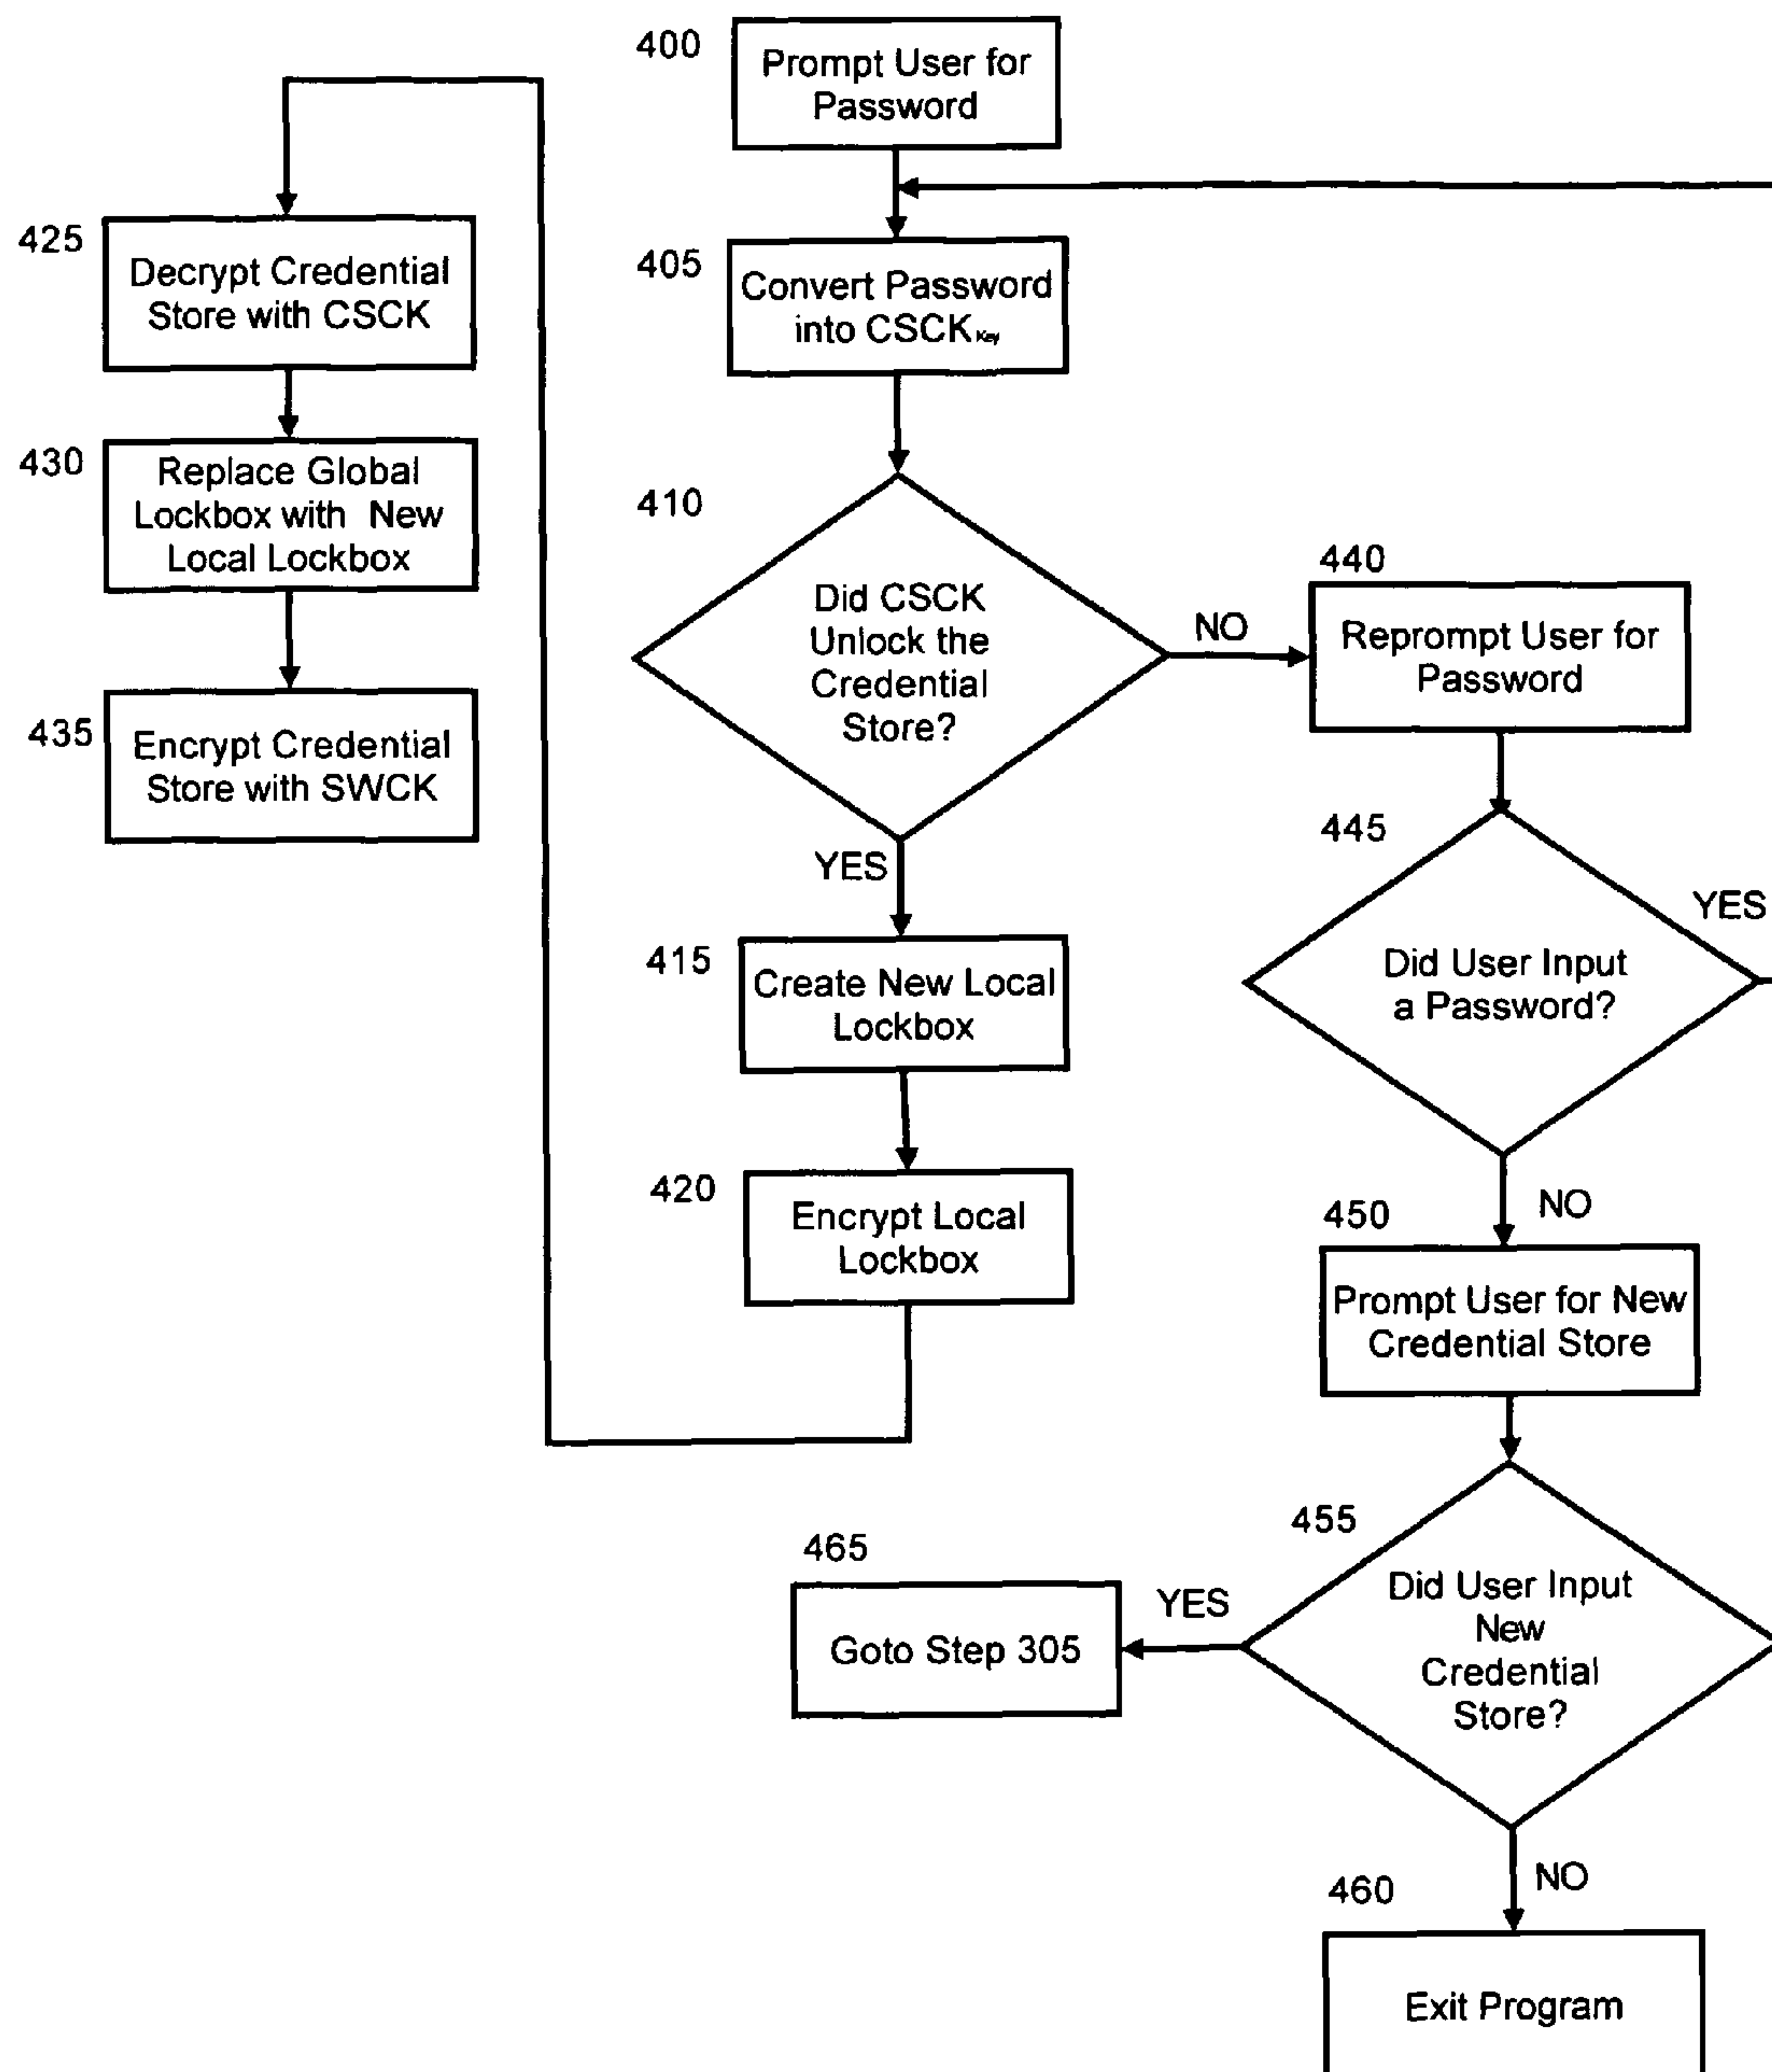 400
Prompt User for
Password
405
Convert Password
into CSCK Key
410
Did CSCK
Unlock the
Credential
Store?
YES
NO
415
Create New Local
Lockbox
420
Encrypt Local
Lockbox
425
Decrypt Credential
Store with CSCK
430
Replace Global
Lockbox with New
Local Lockbox
435
Encrypt Credential
Store with SWCK
440
Reprompt User for
Password
445
Did User Input
a Password?
YES
NO
450
Prompt User for New
Credential Store
455
Did User Input
New
Credential
Store?
YES
NO
465
Goto Step 305
460
Exit Program